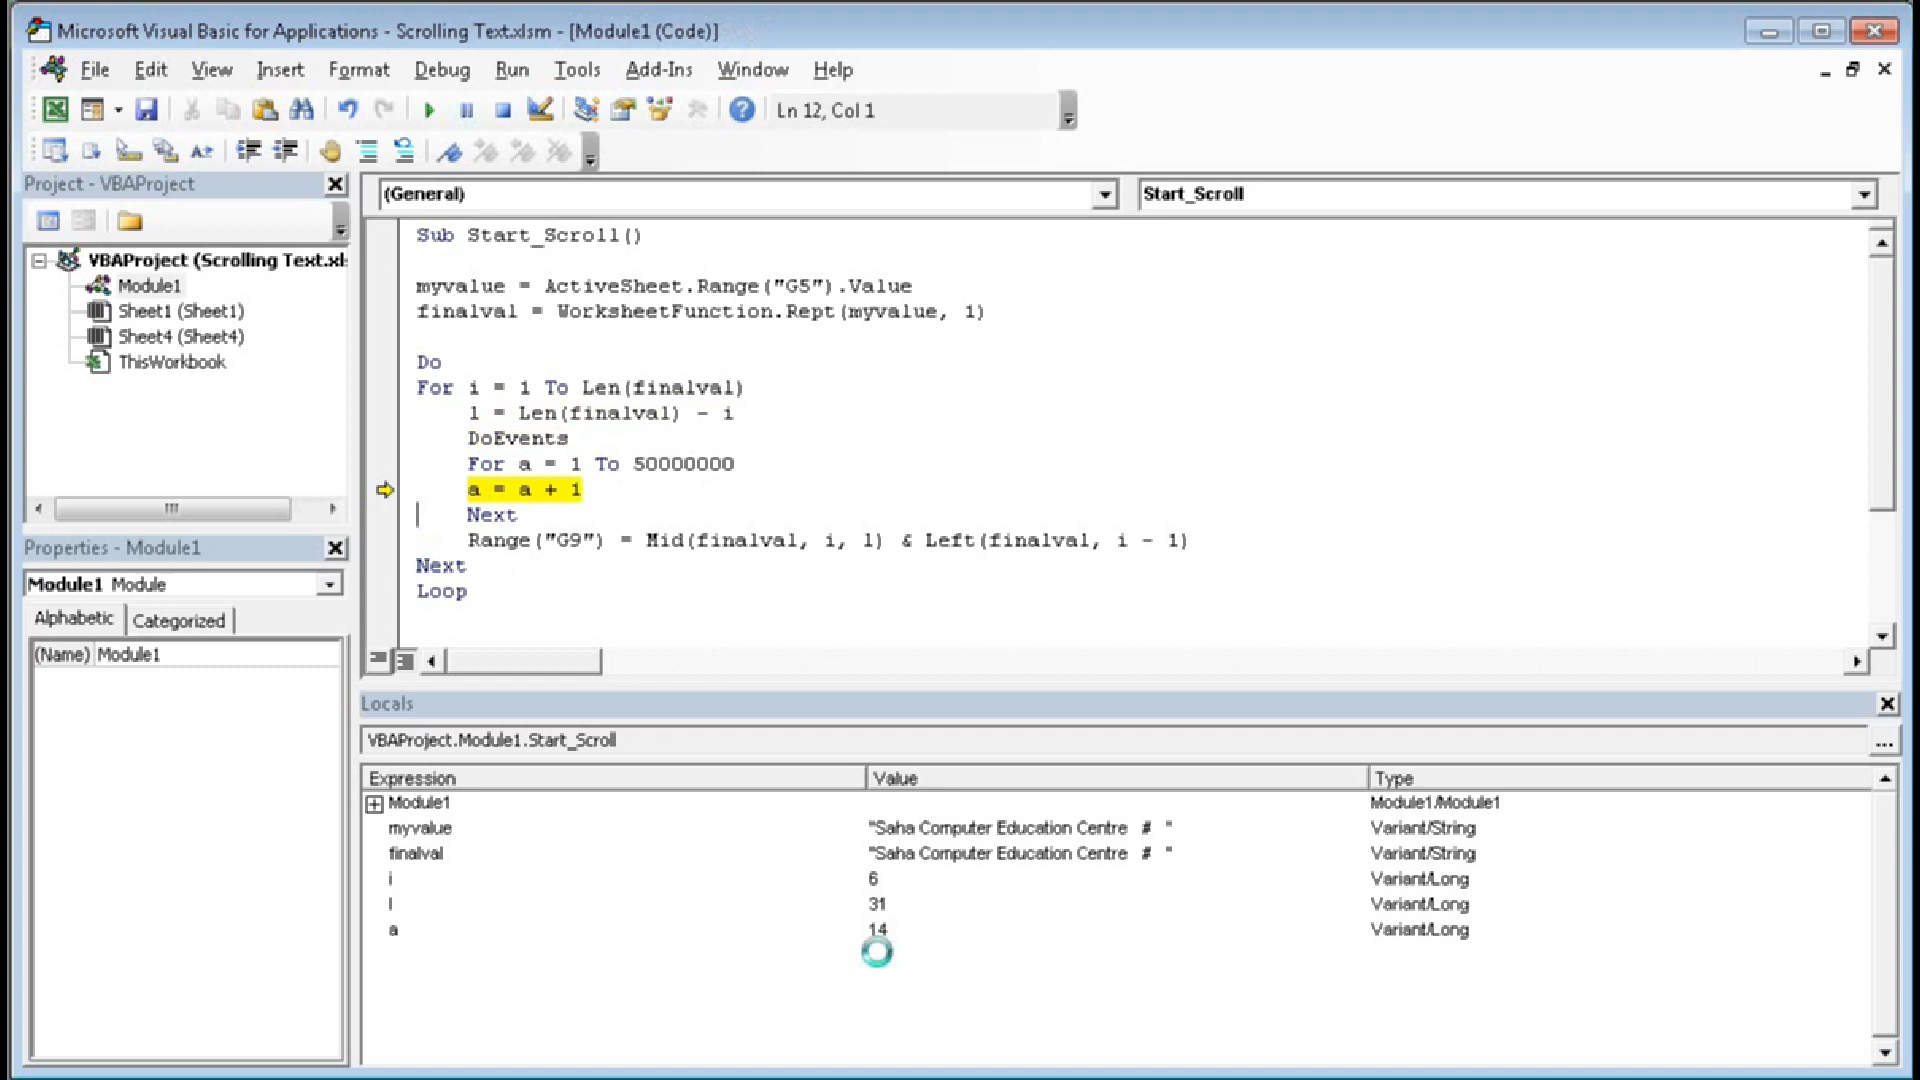 Microsoft Visual Basic for Applications - Scrolling Text.xlsm - [Module1 (Code)]
File Edit View Insert Format Debug Run Tools Add-Ins Window Help
Ln 12, Col 1
Project - VBAProject
VBAProject (Scrolling Text.xl
Module1
Sheet1 (Sheet1)
Sheet4 (Sheet4)
ThisWorkbook
Properties - Module1
Module1 Module
Alphabetic Categorized
(Name) Module1
(General) Start_Scroll
Sub Start_Scroll()
myvalue = ActiveSheet.Range("G5").Value
finalval = WorksheetFunction.Rept(myvalue, 1)
Do
For i = 1 To Len(finalval)
l = Len(finalval) - i
DoEvents
For a = 1 To 50000000
a = a + 1
Next
Range("G9") = Mid(finalval, i, l) & Left(finalval, i - 1)
Next
Loop
Locals
VBAProject.Module1.Start_Scroll
...
Expression Value Type
Module1 Module1/Module1
myvalue "Saha Computer Education Centre # " Variant/String
finalval "Saha Computer Education Centre # " Variant/String
i 6 Variant/Long
l 31 Variant/Long
a 14 Variant/Long